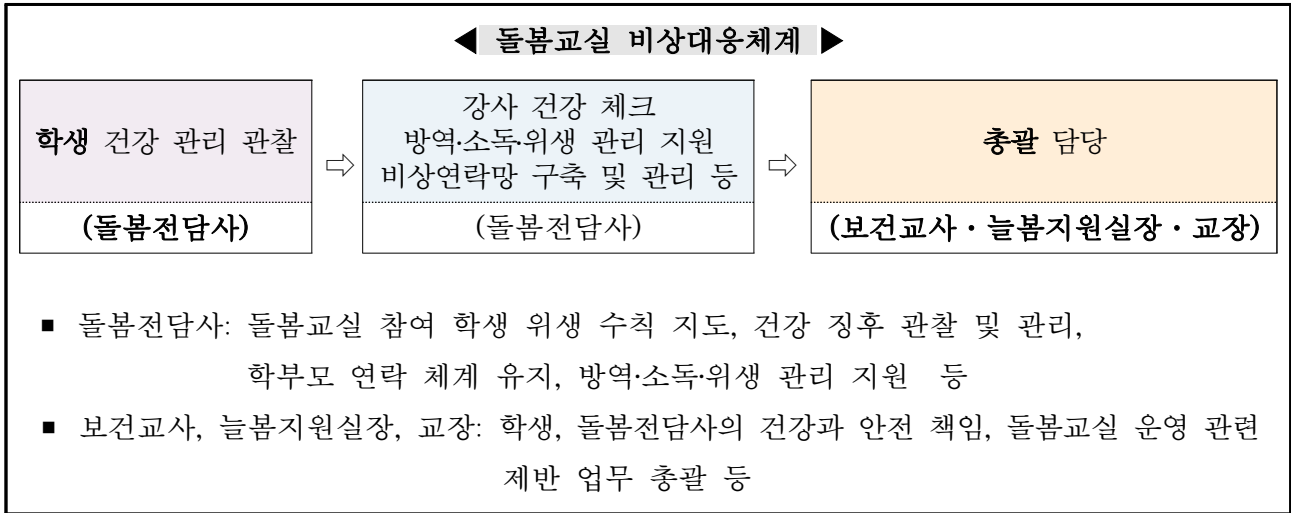 ◀ 돌봄교실 비상대응체계 ▶
학생 건강 관리 관찰
(돌봄전담사)
⇨
강사 건강 체크
방역·소독·위생 관리 지원
비상연락망 구축 및 관리 등
(돌봄전담사)
⇨
총괄 담당
(보건교사·늘봄지원실장·교장)
▪ 돌봄전담사: 돌봄교실 참여 학생 위생 수칙 지도, 건강 징후 관찰 및 관리,
학부모 연락 체계 유지, 방역·소독·위생 관리 지원 등
▪ 보건교사, 늘봄지원실장, 교장: 학생, 돌봄전담사의 건강과 안전 책임, 돌봄교실 운영 관련
제반 업무 총괄 등